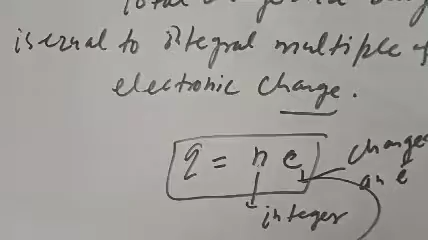 is equal to integral multiple of
electronic charge.
q = n e
charge
on e
integer